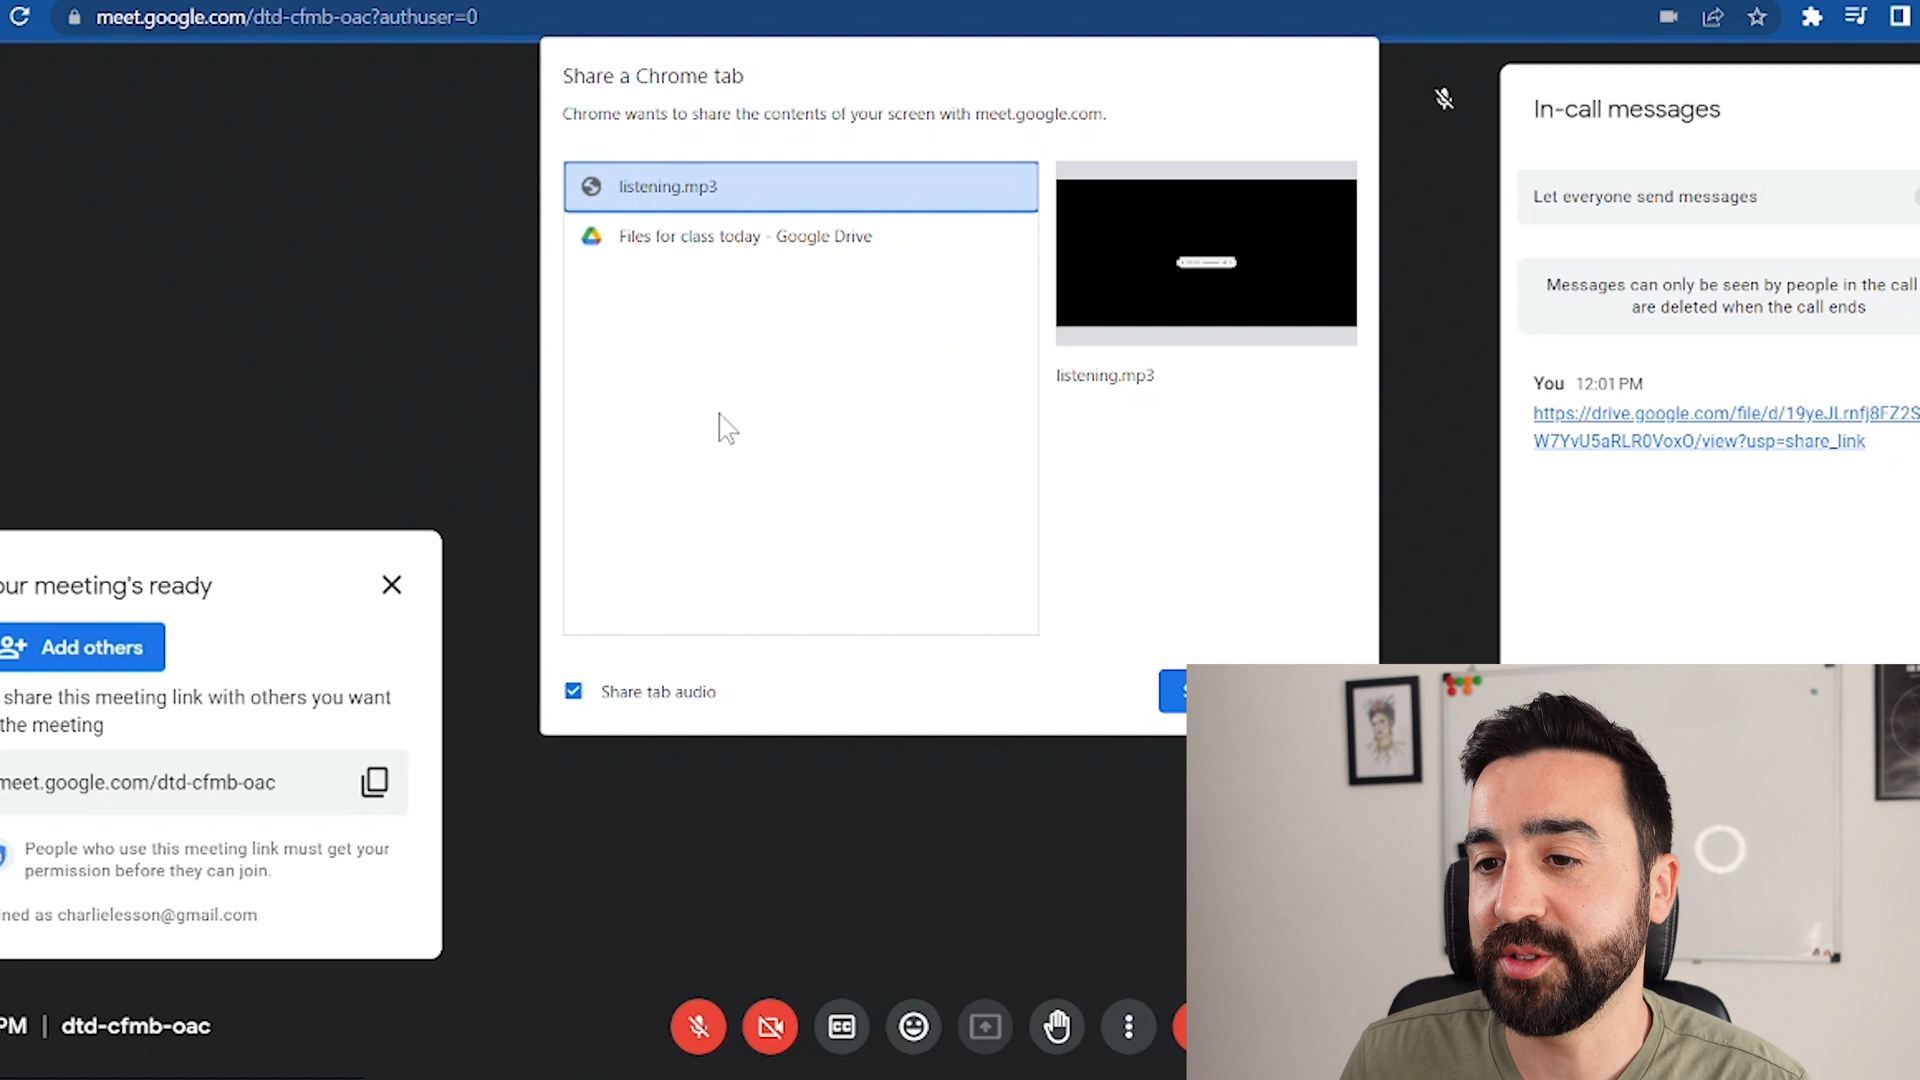 meet.google.com/dtd-cfmb-oac?authuser=0
Share a Chrome tab
Chrome wants to share the contents of your screen with meet.google.com.
listening.mp3
Files for class today - Google Drive
listening.mp3
Share tab audio
In-call messages
Let everyone send messages
Messages can only be seen by people in the call
are deleted when the call ends
You 12:01 PM
https://drive.google.com/file/d/19yeJLrnfj8FZ2S
W7YvU5aRLR0VoxO/view?usp=share_link
our meeting's ready
Add others
share this meeting link with others you want
the meeting
meet.google.com/dtd-cfmb-oac
People who use this meeting link must get your
permission before they can join.
ined as charlielesson@gmail.com
PM | dtd-cfmb-oac
CC